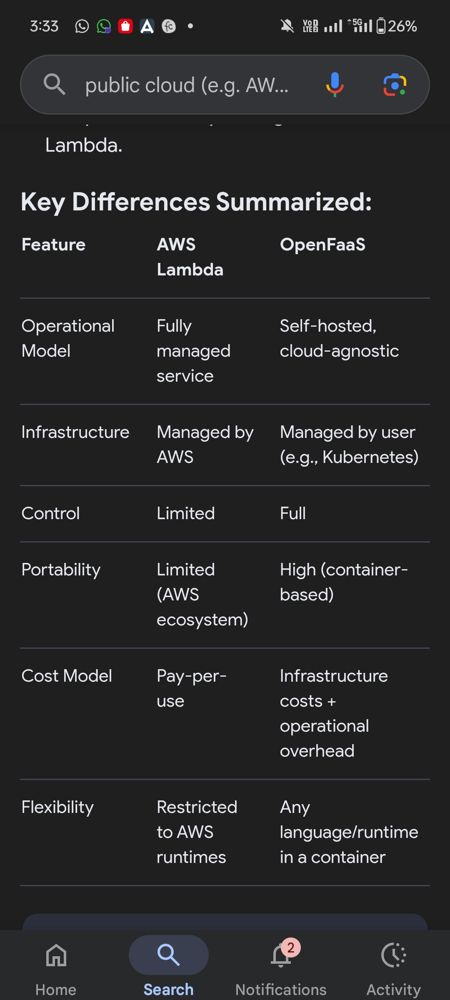 3:33
VoD
LTE2
5G
26%
public cloud (e.g. AW...
Lambda.
Key Differences Summarized:
Feature
AWS
Lambda
OpenFaaS
Operational
Model
Fully
managed
service
Self-hosted,
cloud-agnostic
Infrastructure
Managed by
AWS
Managed by user
(e.g., Kubernetes)
Control
Limited
Full
Portability
Limited
(AWS
ecosystem)
High (container-
based)
Cost Model
Pay-per-
use
Infrastructure
costs +
operational
overhead
Flexibility
Restricted
to AWS
runtimes
Any
language/runtime
in a container
2
Home
Search
Notifications
Activity